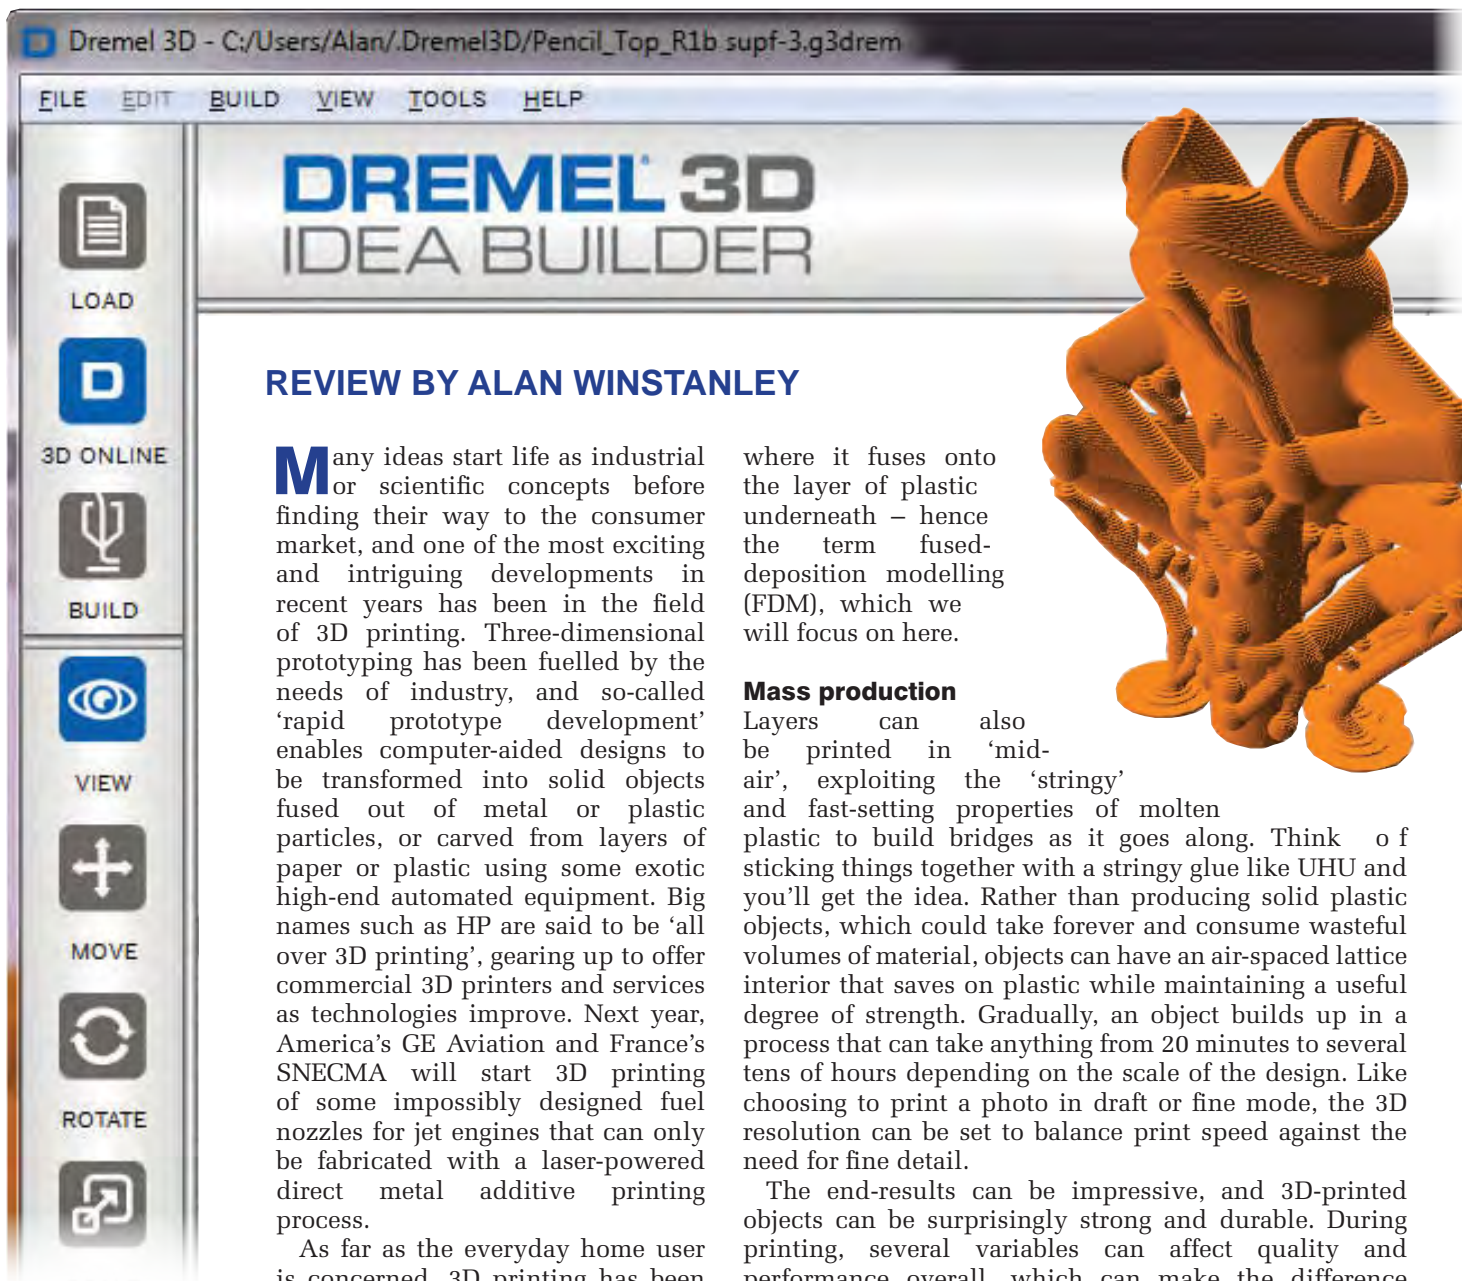 Dremel 3D - C:/Users/Alan/.Dremel3D/Pencil_Top_R1b supf-3.g3drem
FILE EDIT BUILD VIEW TOOLS HELP
DREMEL® 3D
IDEA BUILDER
LOAD
3D ONLINE
BUILD
VIEW
MOVE
ROTATE
REVIEW BY ALAN WINSTANLEY
Many ideas start life as industrial
or scientific concepts before
finding their way to the consumer
market, and one of the most exciting
and intriguing developments in
recent years has been in the field
of 3D printing. Three-dimensional
prototyping has been fuelled by the
needs of industry, and so-called
‘rapid prototype development’
enables computer-aided designs to
be transformed into solid objects
fused out of metal or plastic
particles, or carved from layers of
paper or plastic using some exotic
high-end automated equipment. Big
names such as HP are said to be ‘all
over 3D printing’, gearing up to offer
commercial 3D printers and services
as technologies improve. Next year,
America’s GE Aviation and France’s
SNECMA will start 3D printing
of some impossibly designed fuel
nozzles for jet engines that can only
be fabricated with a laser-powered
direct metal additive printing
process.
As far as the everyday home user
is concerned, 3D printing has been
where it fuses onto
the layer of plastic
underneath – hence
the term fused-
deposition modelling
(FDM), which we
will focus on here.
Mass production
Layers can also
be printed in ‘mid-
air’, exploiting the ‘stringy’
and fast-setting properties of molten
plastic to build bridges as it goes along. Think o f
sticking things together with a stringy glue like UHU and
you’ll get the idea. Rather than producing solid plastic
objects, which could take forever and consume wasteful
volumes of material, objects can have an air-spaced lattice
interior that saves on plastic while maintaining a useful
degree of strength. Gradually, an object builds up in a
process that can take anything from 20 minutes to several
tens of hours depending on the scale of the design. Like
choosing to print a photo in draft or fine mode, the 3D
resolution can be set to balance print speed against the
need for fine detail.
The end-results can be impressive, and 3D-printed
objects can be surprisingly strong and durable. During
printing, several variables can affect quality and
performance overall, which can make the difference